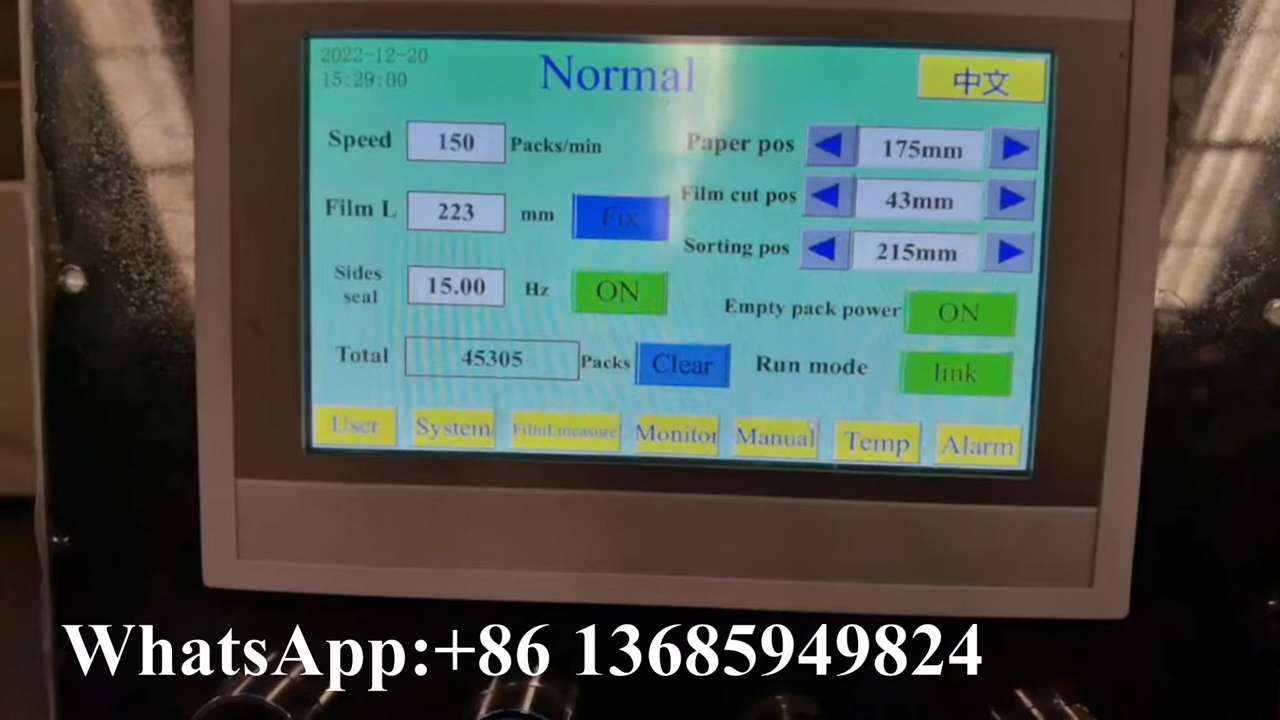 2022-12-20
15:29:00
Normal
中文
Speed 150 Packs/min
Paper pos 175mm
Film L 223 mm Fix
Film cut pos 43mm
Sorting pos 215mm
Sides seal 15.00 Hz ON
Empty pack power ON
Total 45305 Packs Clear
Run mode link
User System FilmLmeasure Monitor Manual Temp Alarm
WhatsApp:+86 13685949824